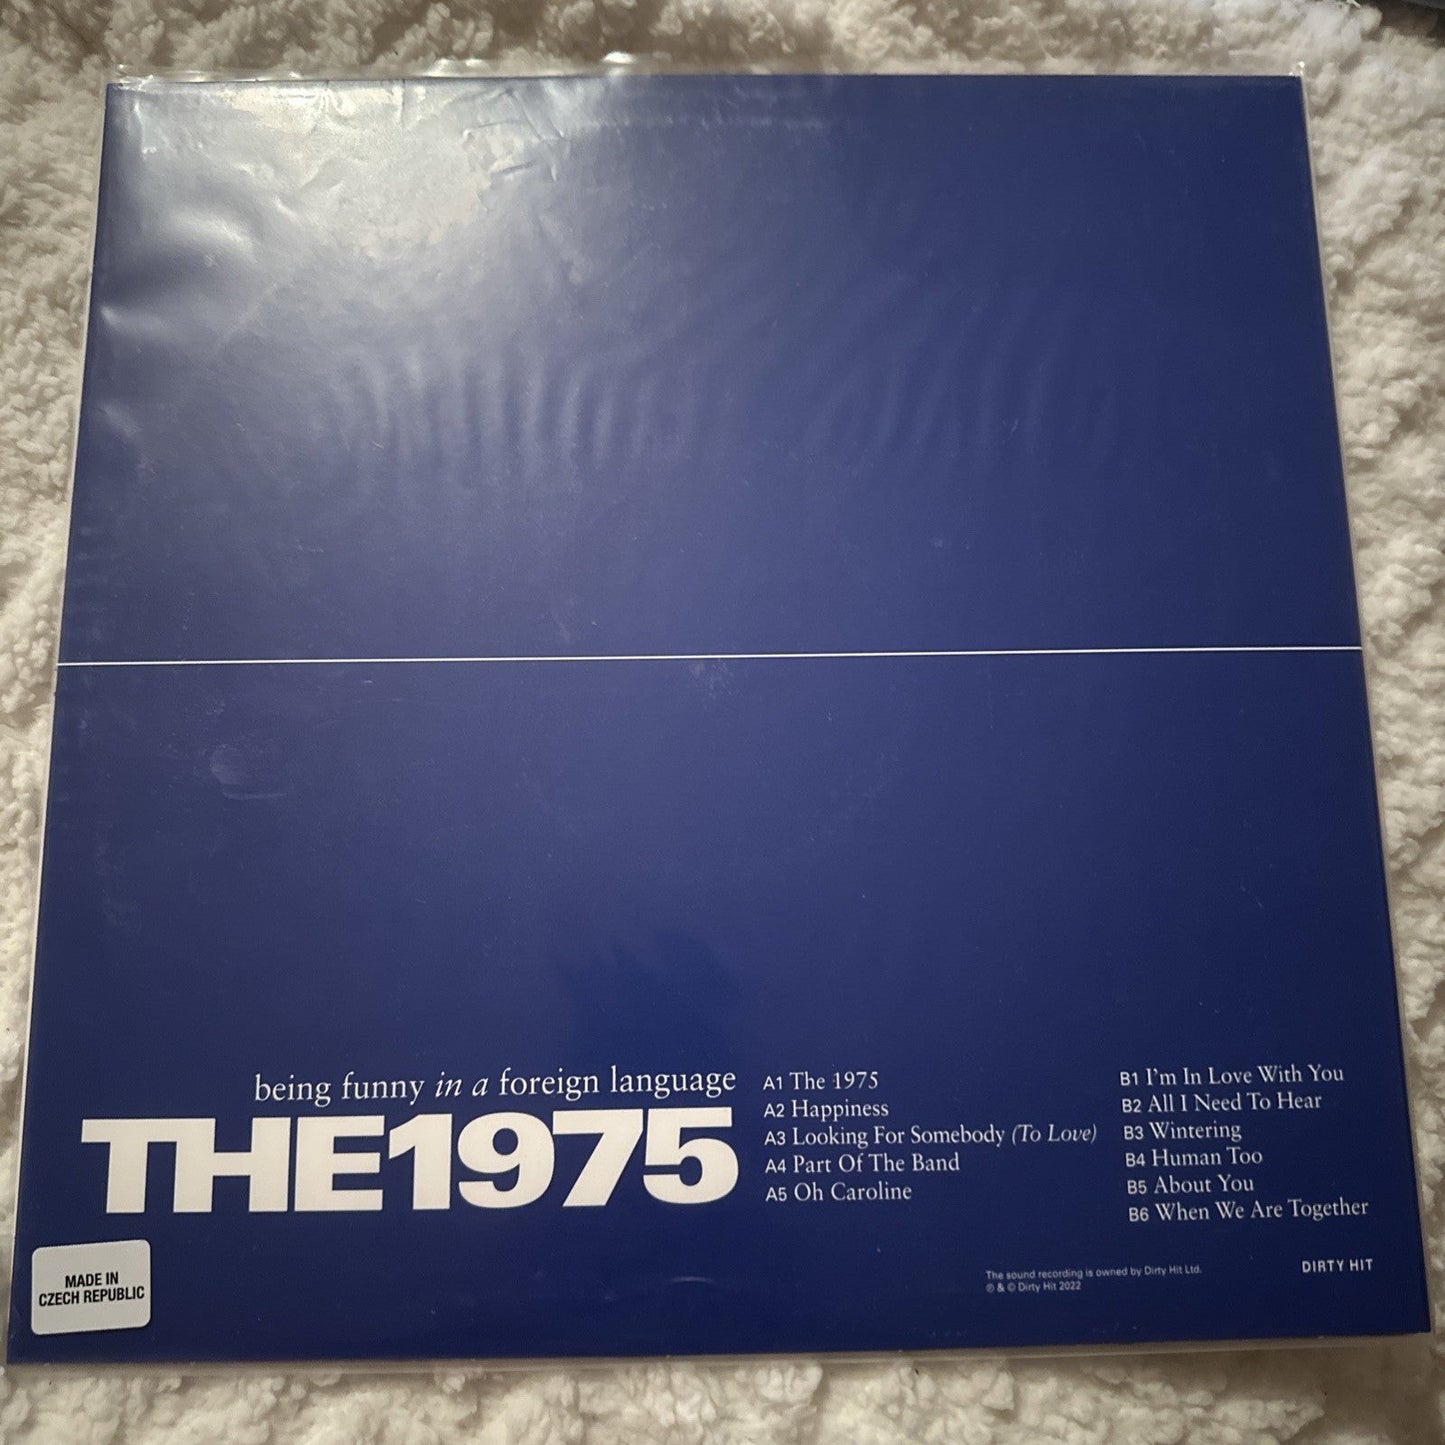 being funny in a foreign language
THE1975
A1 The 1975
A2 Happiness
A3 Looking For Somebody (To Love)
A4 Part Of The Band
A5 Oh Caroline
B1 I'm In Love With You
B2 All I Need To Hear
B3 Wintering
B4 Human Too
B5 About You
B6 When We Are Together
MADE IN
CZECH REPUBLIC
The sound recording is owned by Dirty Hit Ltd.
℗ & © Dirty Hit 2022
DIRTY HIT